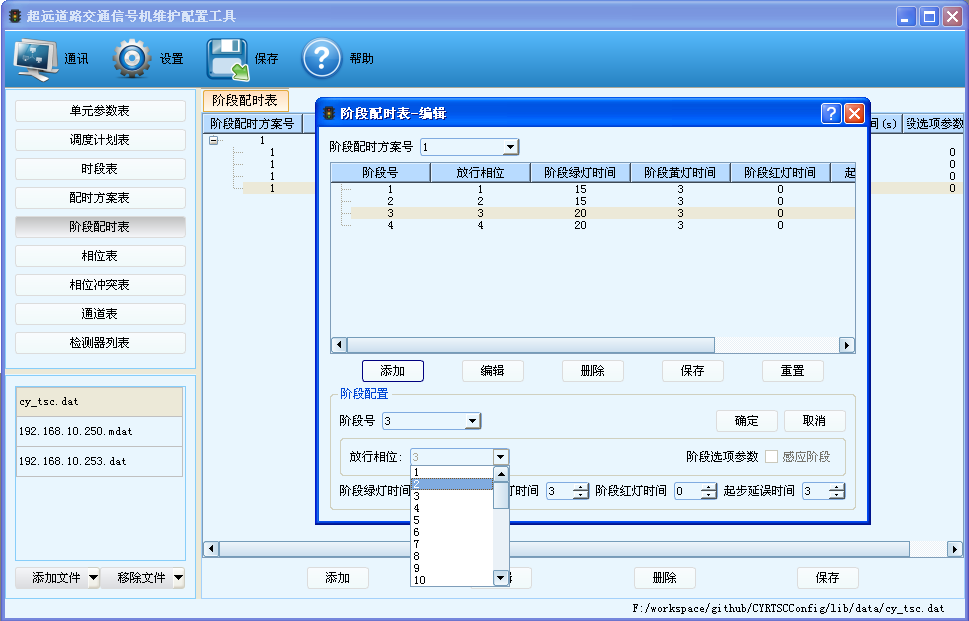 超远道路交通信号机维护配置工具
通讯 设置 保存 帮助
单元参数表
调度计划表
时段表
配时方案表
阶段配时表
相位表
相位冲突表
通道表
检测器列表
cy_tsc.dat
192.168.10.250.mdat
192.168.10.253.dat
添加文件 移除文件
阶段配时表
阶段配时方案号 间(s) 段选项参数
1
1 0
1 0
1 0
1 0
阶段配时表-编辑
阶段配时方案号 1
阶段号 放行相位 阶段绿灯时间 阶段黄灯时间 阶段红灯时间 起
1 1 15 3 0
2 2 15 3 0
3 3 20 3 0
4 4 20 3 0
添加 编辑 删除 保存 重置
阶段配置
阶段号 3 确定 取消
放行相位: 3 阶段选项参数 感应阶段
阶段绿灯时间 灯时间 3 阶段红灯时间 0 起步延误时间 3
1
2
3
4
5
6
7
8
9
10
添加 删除 保存
F:/workspace/github/CYRTSCConfig/lib/data/cy_tsc.dat